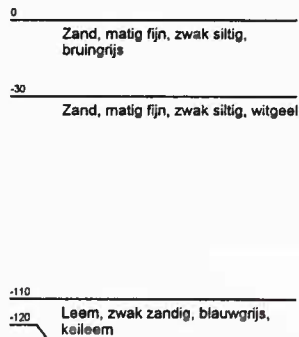 0
Zand, matig fijn, zwak siltig,
bruingrijs
-30
Zand, matig fijn, zwak siltig, witgeel
-110
-120
Leem, zwak zandig, blauwgrijs,
keileem